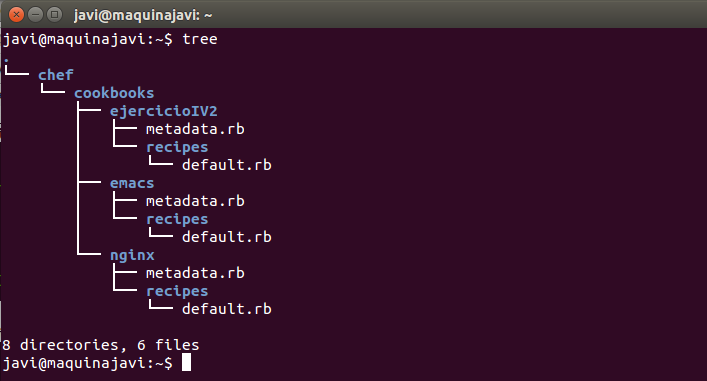 javi@maquinajavi: ~
javi@maquinajavi:~$ tree
.
└── chef
    └── cookbooks
        ├── ejercicioIV2
        │   ├── metadata.rb
        │   └── recipes
        │       └── default.rb
        ├── emacs
        │   ├── metadata.rb
        │   └── recipes
        │       └── default.rb
        └── nginx
            ├── metadata.rb
            └── recipes
                └── default.rb
8 directories, 6 files
javi@maquinajavi:~$